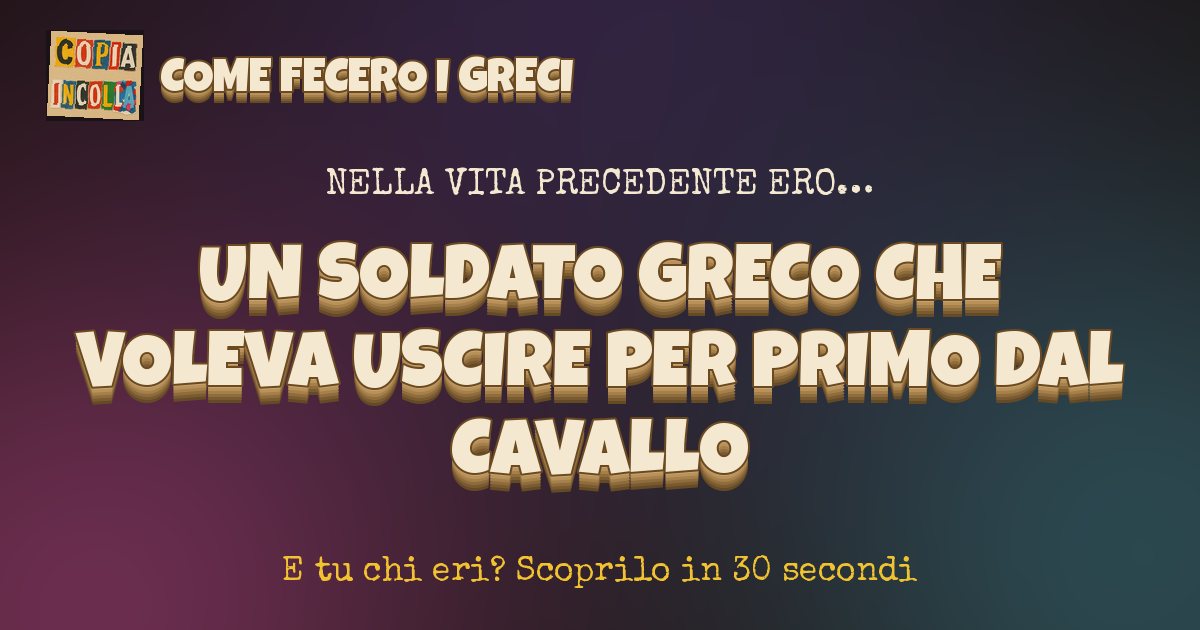 COPIA
INCOLLA
COME FECERO I GRECI
NELLA VITA PRECEDENTE ERO...
UN SOLDATO GRECO CHE
VOLEVA USCIRE PER PRIMO DAL
CAVALLO
E tu chi eri? Scoprilo in 30 secondi